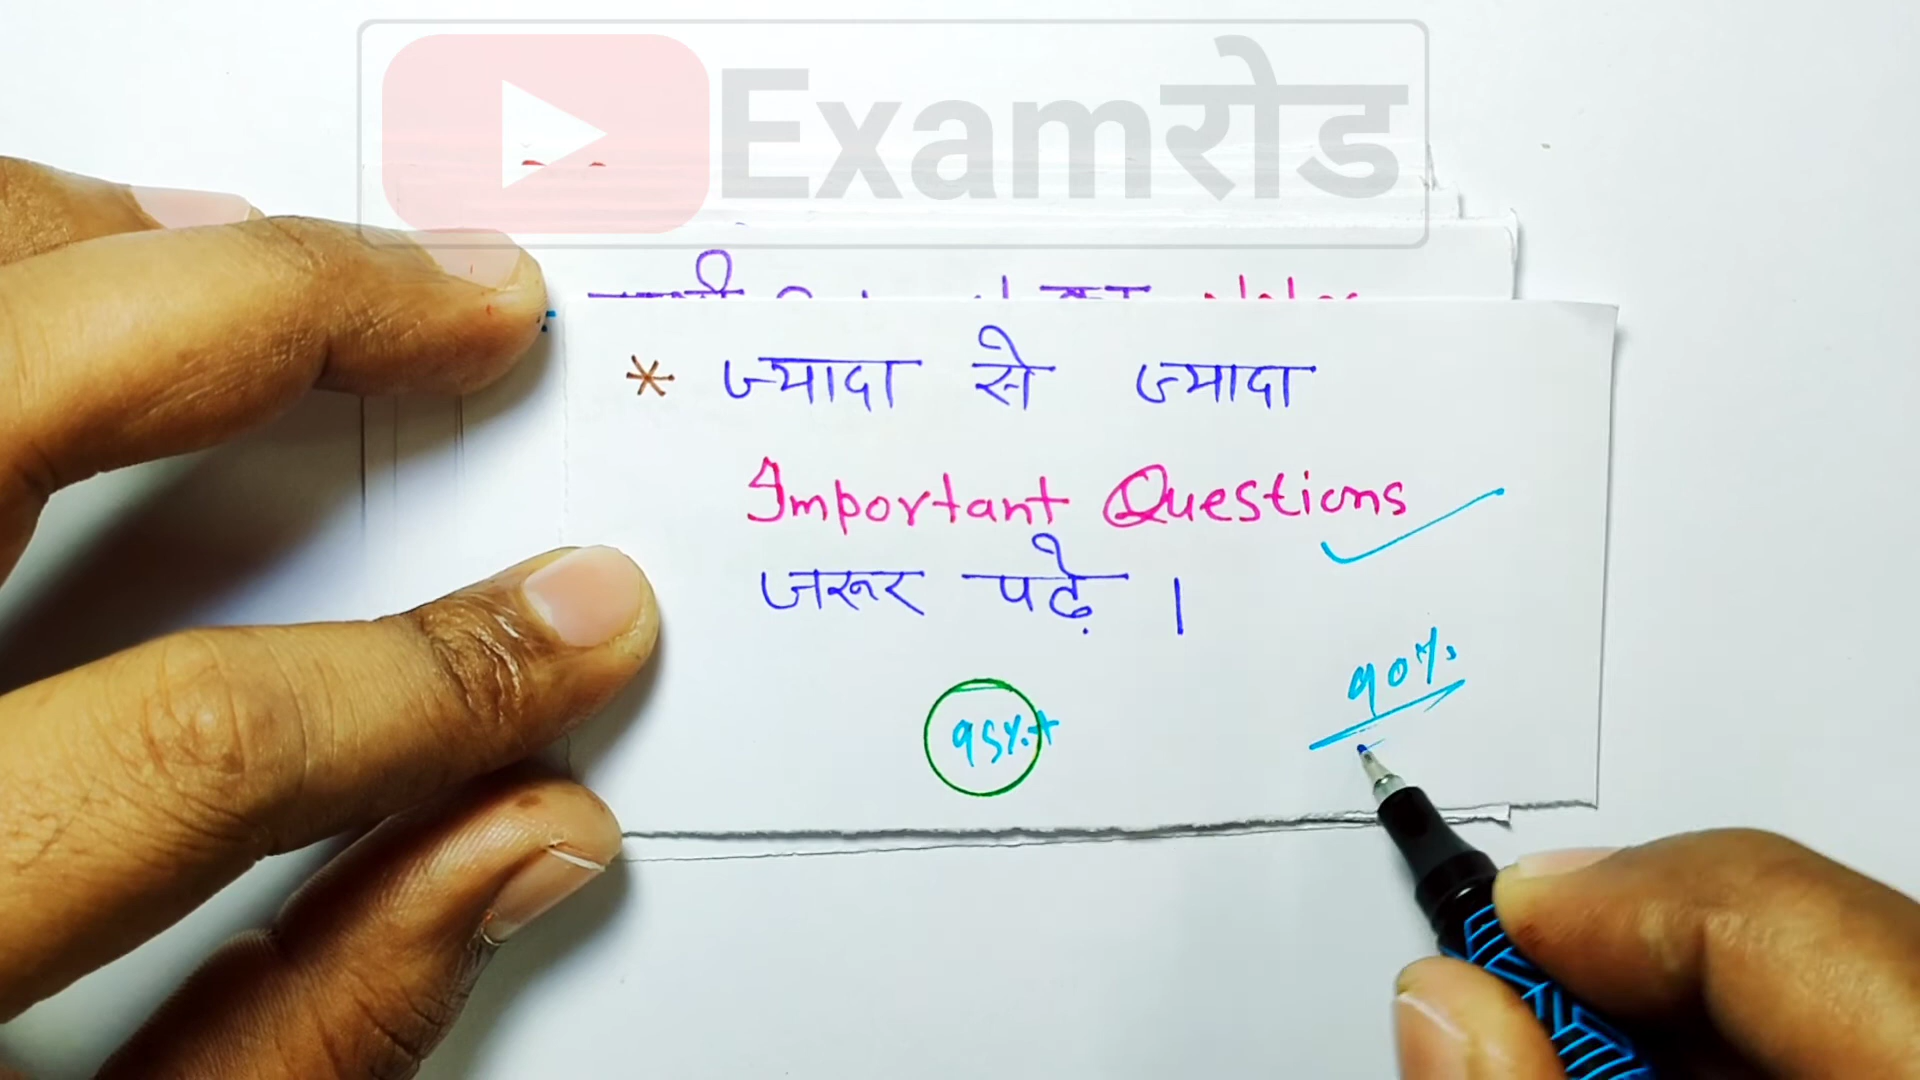 Examरोड
* ज्यादा से ज्यादा
Important Questions
जरूर पढ़े ।
90%
95%+